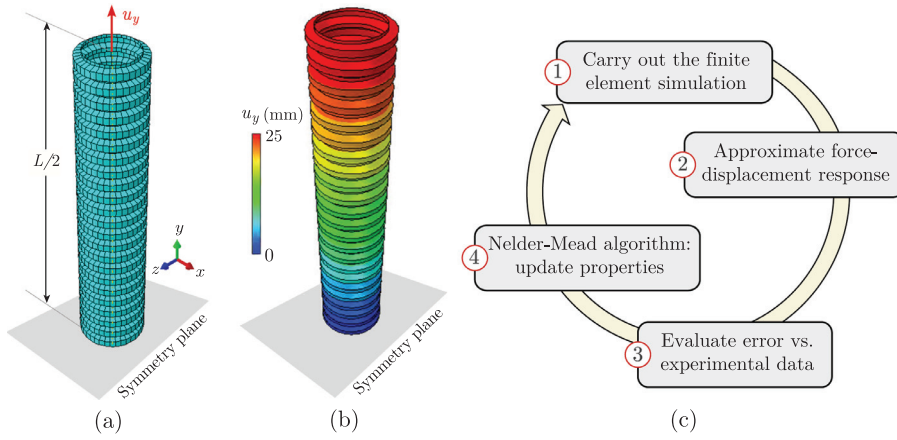 u_y
L/2
y
z
x
Symmetry plane
(a)
u_y (mm)
25
0
Symmetry plane
(b)
1
Carry out the finite
element simulation
2
Approximate force-
displacement response
3
Evaluate error vs.
experimental data
4
Nelder-Mead algorithm:
update properties
(c)